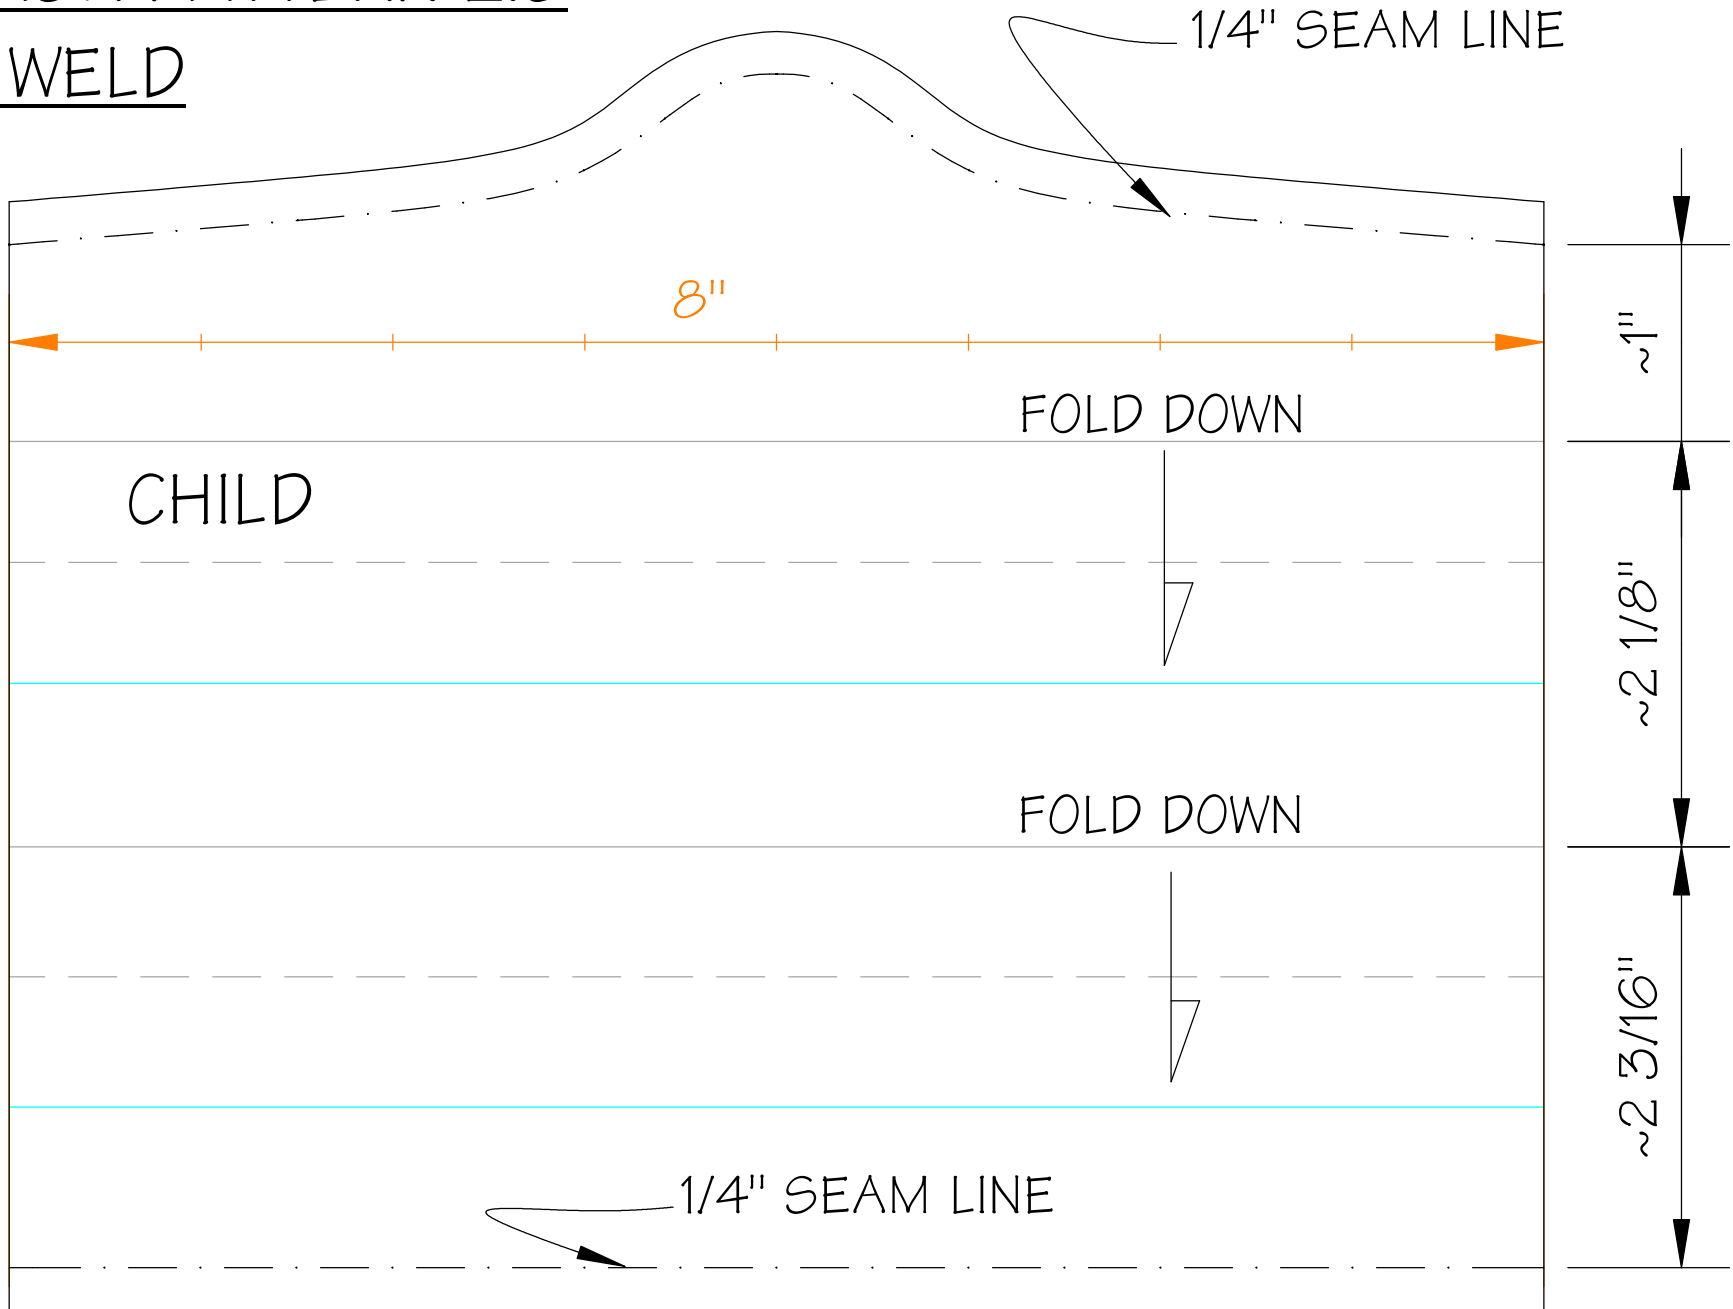 WELD
1/4" SEAM LINE
8"
~1"
FOLD DOWN
CHILD
~2 1/8"
FOLD DOWN
~2 3/16"
1/4" SEAM LINE